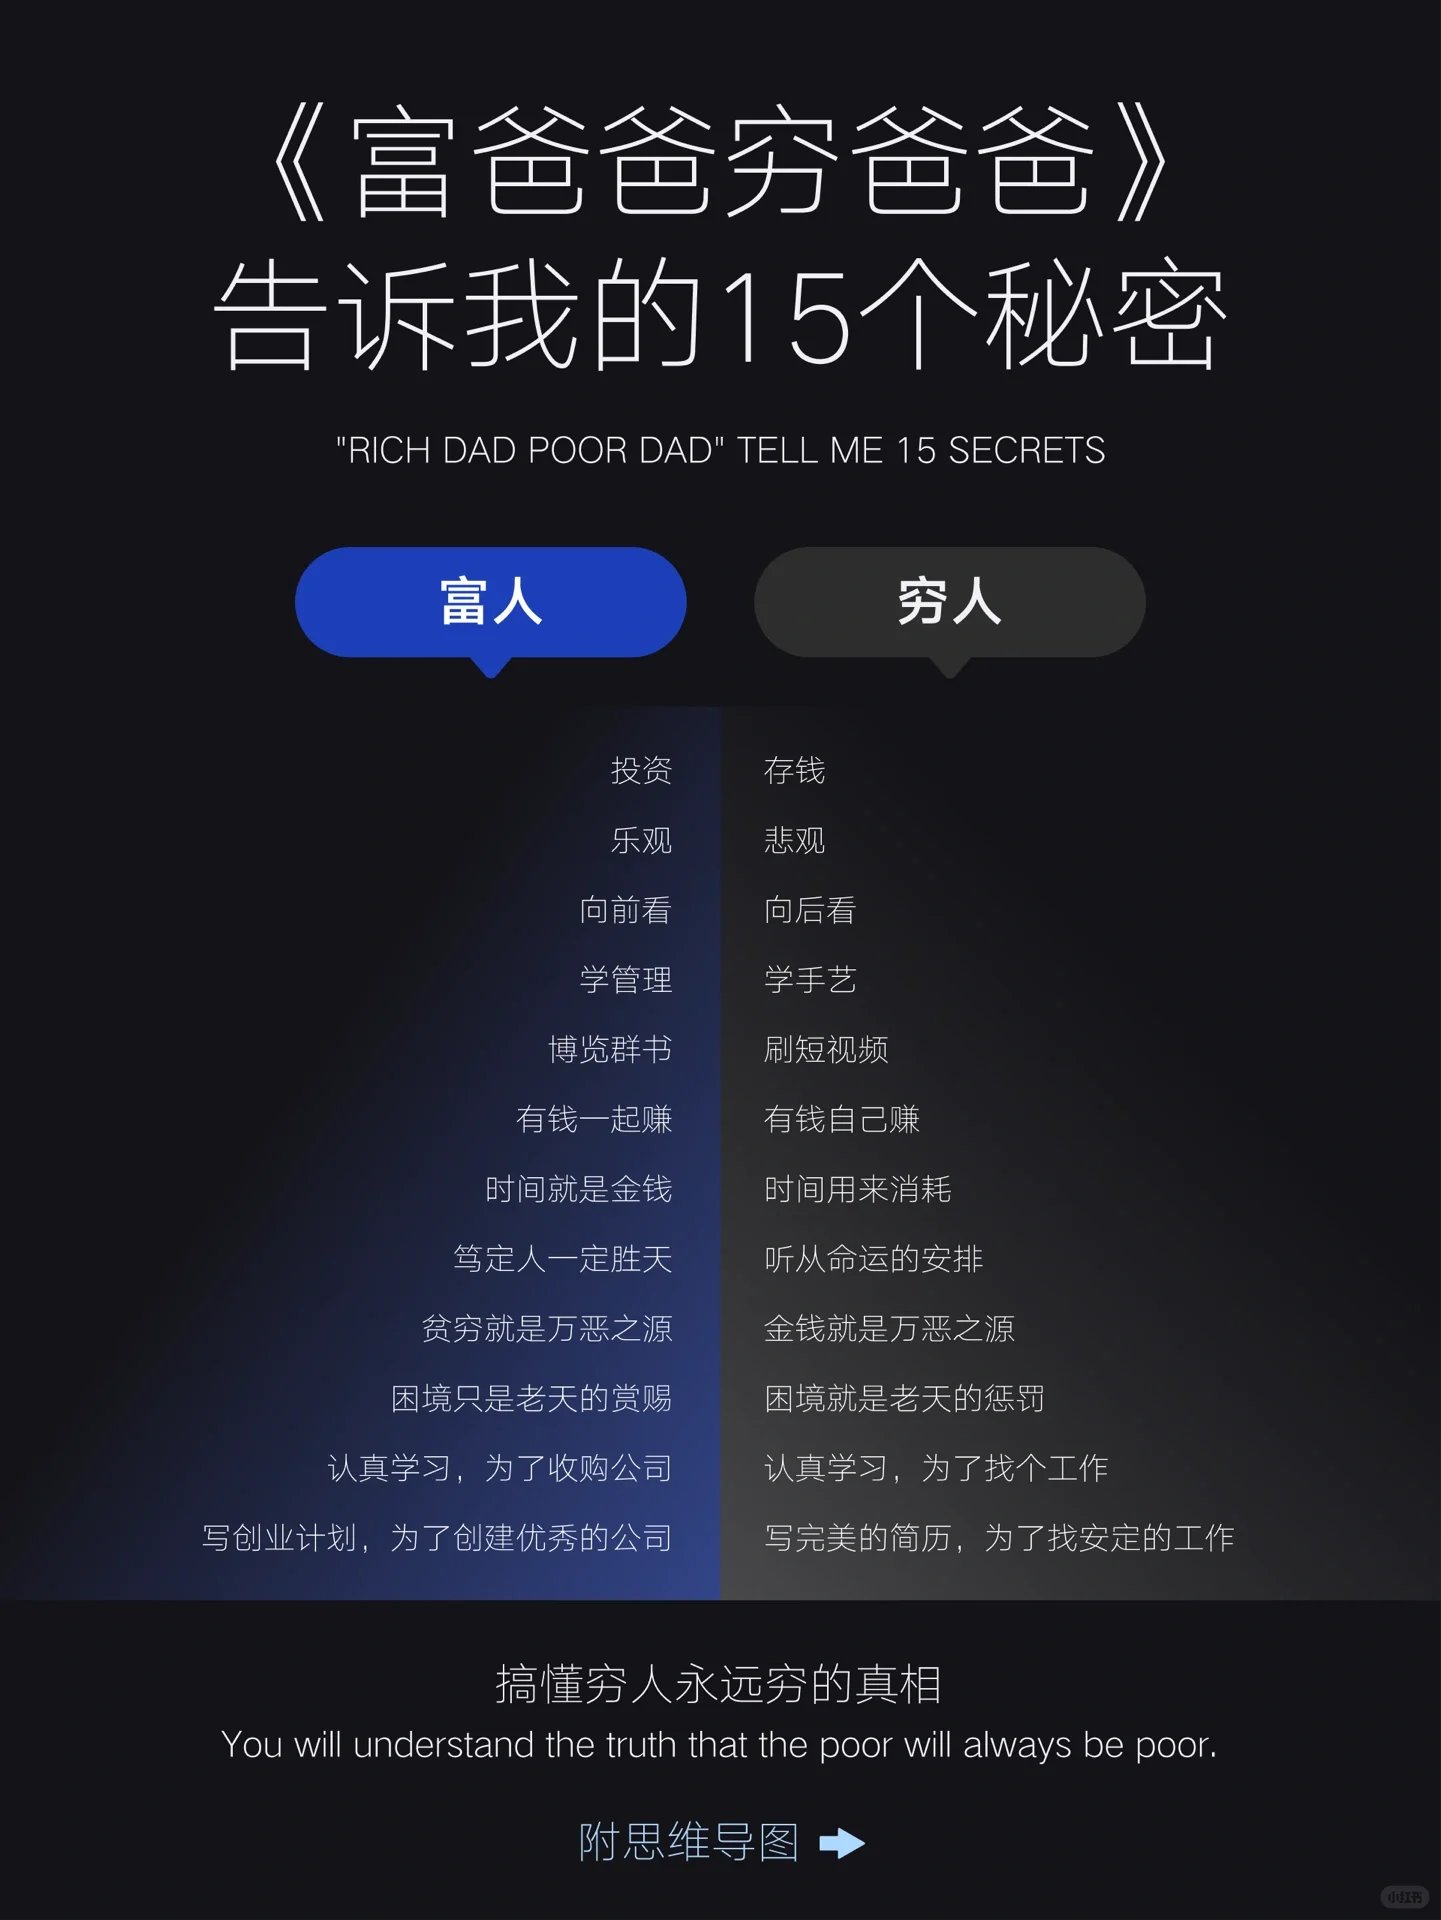 《富爸爸穷爸爸》
告诉我的15个秘密
"RICH DAD POOR DAD" TELL ME 15 SECRETS
富人 穷人
投资 存钱
乐观 悲观
向前看 向后看
学管理 学手艺
博览群书 刷短视频
有钱一起赚 有钱自己赚
时间就是金钱 时间用来消耗
笃定人一定胜天 听从命运的安排
贫穷就是万恶之源 金钱就是万恶之源
困境只是老天的赏赐 困境就是老天的惩罚
认真学习，为了收购公司 认真学习，为了找个工作
写创业计划，为了创建优秀的公司 写完美的简历，为了找安定的工作
搞懂穷人永远穷的真相
You will understand the truth that the poor will always be poor.
附思维导图
小红书